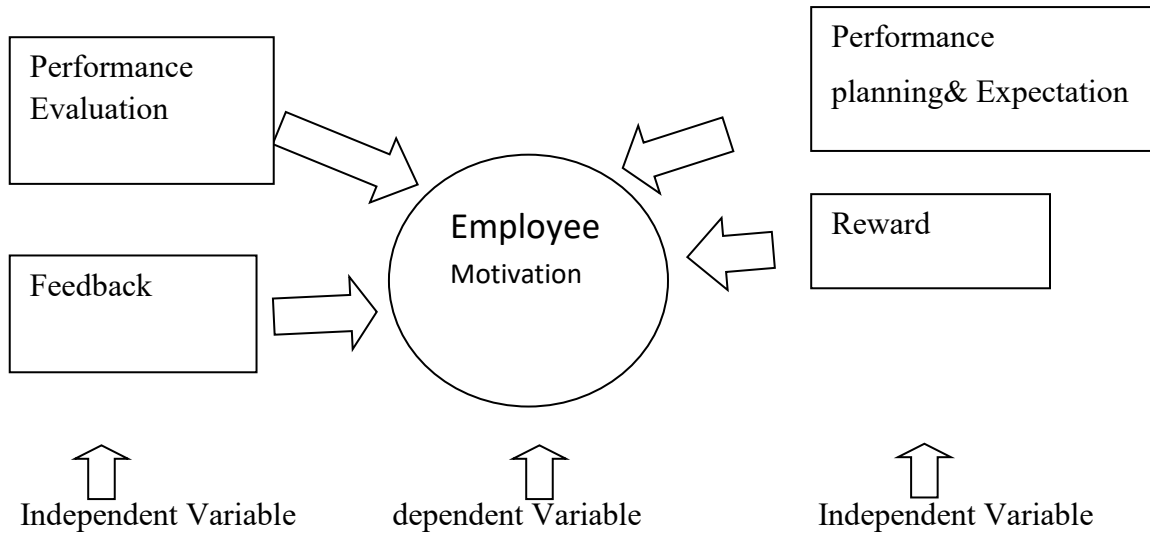 Performance
Evaluation
Feedback
Employee
Motivation
Performance
planning& Expectation
Reward
Independent Variable
dependent Variable
Independent Variable